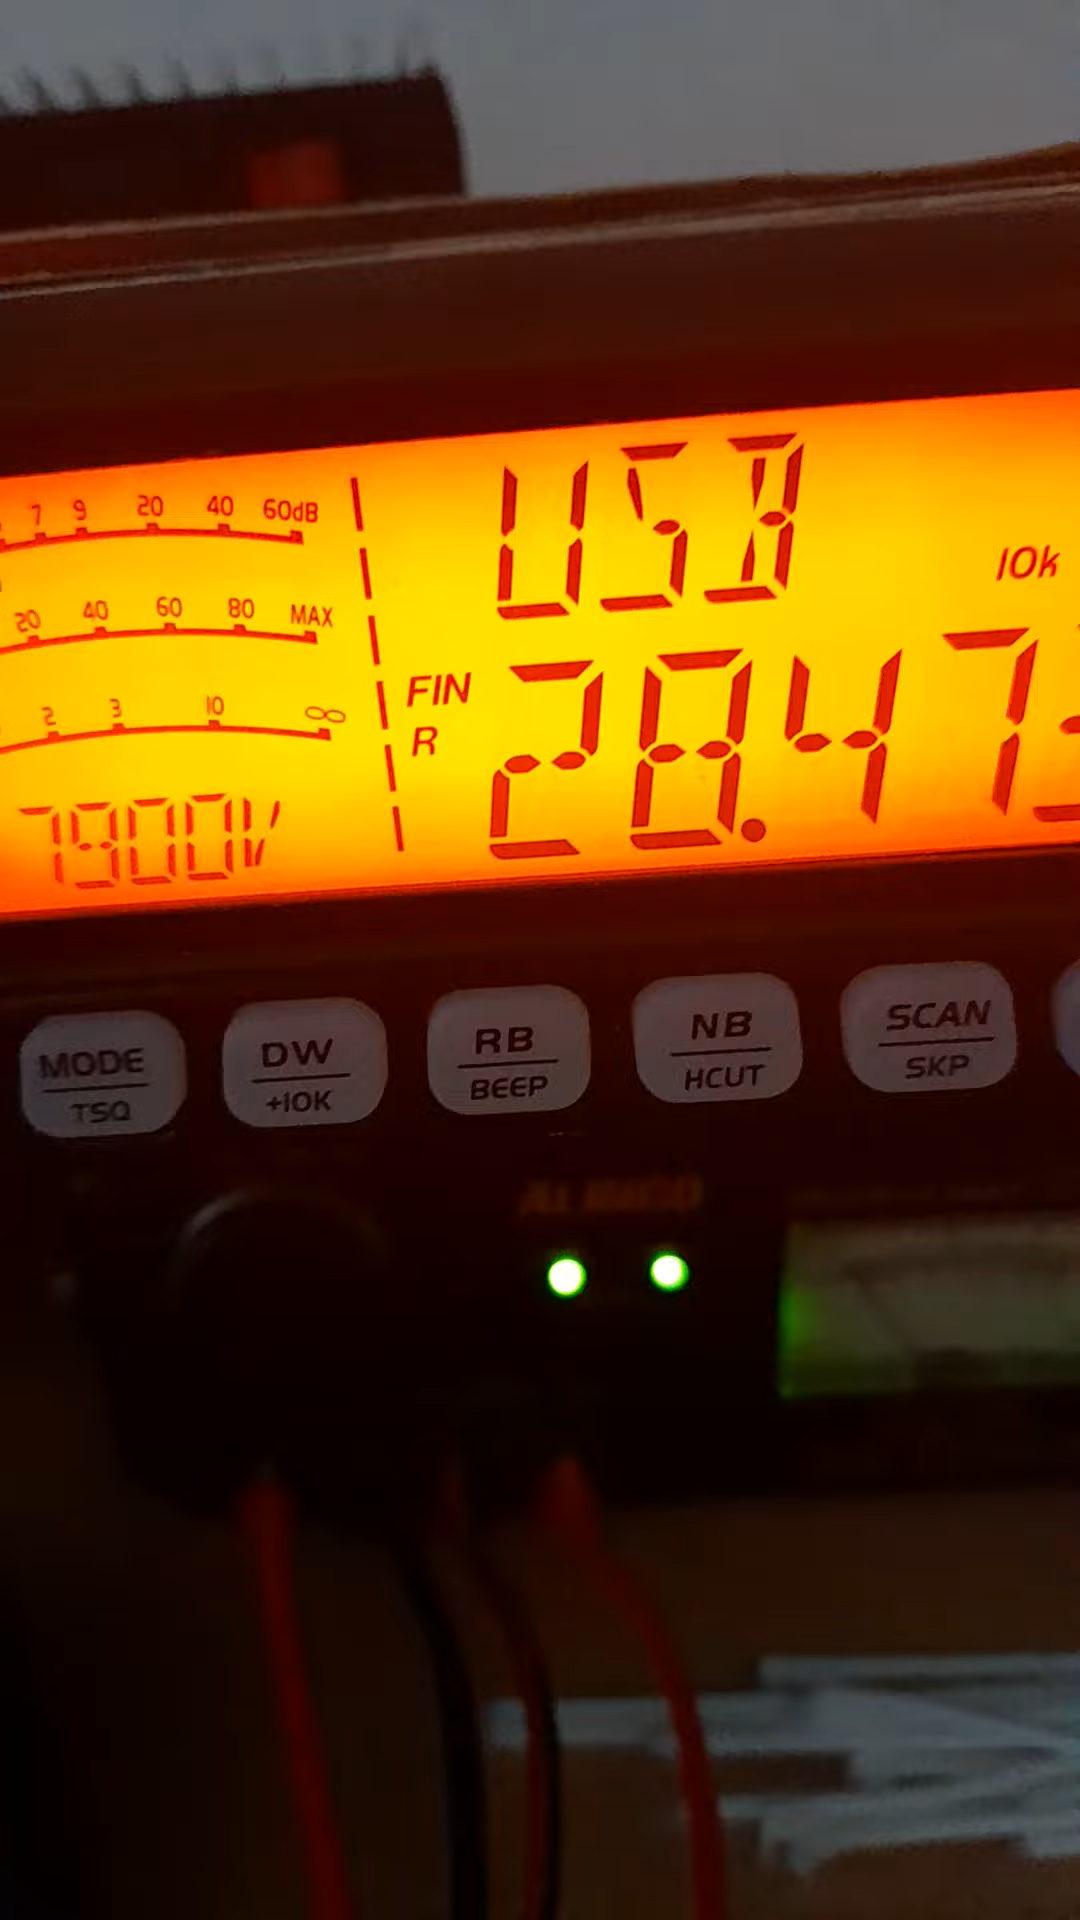 7 9 20 40 60dB
USB
10k
20 40 60 80 MAX
FIN
R
28.47
2 3 10 ∞
7900V
MODE
TSQ
DW
+10K
RB
BEEP
NB
HCUT
SCAN
SKP
ALINCO